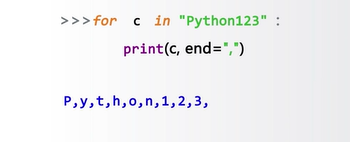 >>>for c in "Python123" :
print(c, end=",")
P,y,t,h,o,n,1,2,3,